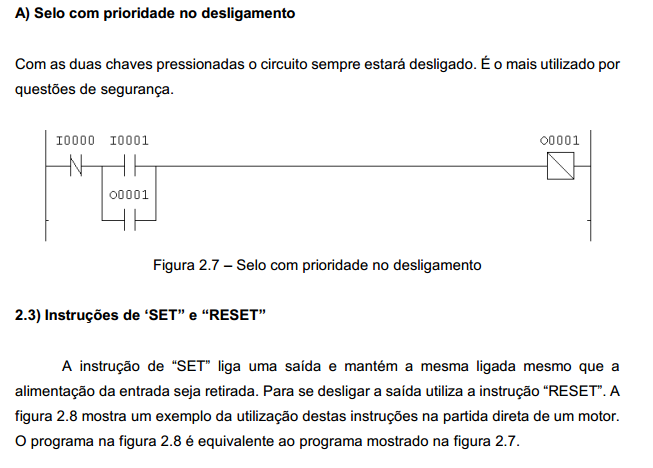 A) Selo com prioridade no desligamento
Com as duas chaves pressionadas o circuito sempre estará desligado. É o mais utilizado por
questões de segurança.
I0000 I0001 O0001
O0001
Figura 2.7 – Selo com prioridade no desligamento
2.3) Instruções de ‘SET” e “RESET”
A instrução de “SET” liga uma saída e mantém a mesma ligada mesmo que a
alimentação da entrada seja retirada. Para se desligar a saída utiliza a instrução “RESET”. A
figura 2.8 mostra um exemplo da utilização destas instruções na partida direta de um motor.
O programa na figura 2.8 é equivalente ao programa mostrado na figura 2.7.